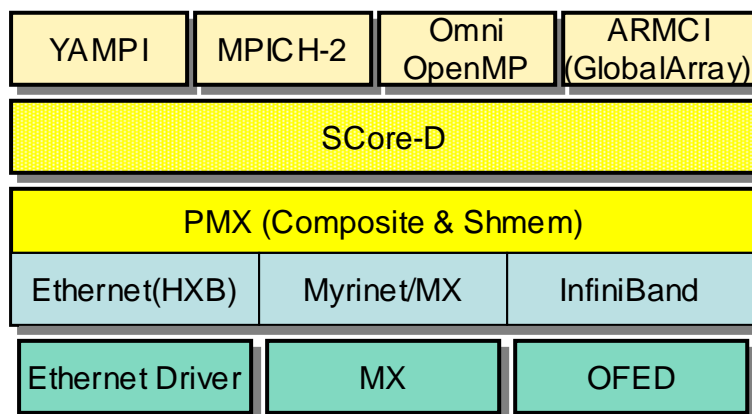 YAMPI
MPICH-2
Omni
OpenMP
ARMCI
(GlobalArray)
SCore-D
PMX (Composite & Shmem)
Ethernet(HXB)
Myrinet/MX
InfiniBand
Ethernet Driver
MX
OFED